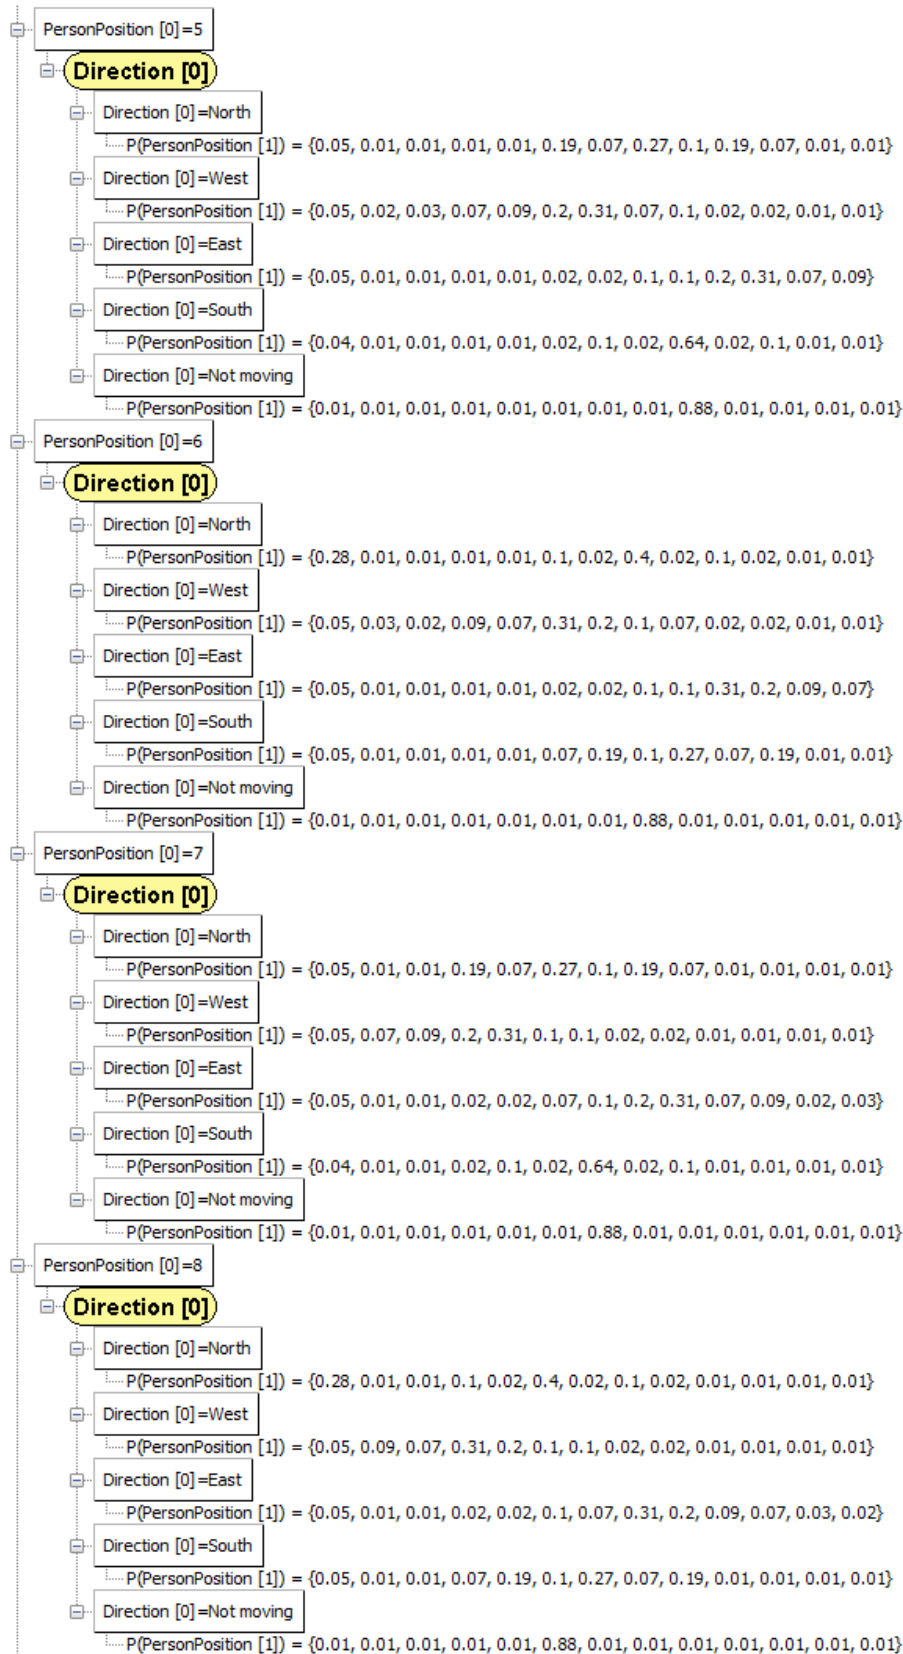 PersonPosition [0]=5
Direction [0]
Direction [0]=North
P(PersonPosition [1]) = {0.05, 0.01, 0.01, 0.01, 0.01, 0.19, 0.07, 0.27, 0.1, 0.19, 0.07, 0.01, 0.01}
Direction [0]=West
P(PersonPosition [1]) = {0.05, 0.02, 0.03, 0.07, 0.09, 0.2, 0.31, 0.07, 0.1, 0.02, 0.02, 0.01, 0.01}
Direction [0]=East
P(PersonPosition [1]) = {0.05, 0.01, 0.01, 0.01, 0.01, 0.02, 0.02, 0.1, 0.1, 0.2, 0.31, 0.07, 0.09}
Direction [0]=South
P(PersonPosition [1]) = {0.04, 0.01, 0.01, 0.01, 0.01, 0.02, 0.1, 0.02, 0.64, 0.02, 0.1, 0.01, 0.01}
Direction [0]=Not moving
P(PersonPosition [1]) = {0.01, 0.01, 0.01, 0.01, 0.01, 0.01, 0.01, 0.01, 0.88, 0.01, 0.01, 0.01, 0.01}
PersonPosition [0]=6
Direction [0]
Direction [0]=North
P(PersonPosition [1]) = {0.28, 0.01, 0.01, 0.01, 0.01, 0.1, 0.02, 0.4, 0.02, 0.1, 0.02, 0.01, 0.01}
Direction [0]=West
P(PersonPosition [1]) = {0.05, 0.03, 0.02, 0.09, 0.07, 0.31, 0.2, 0.1, 0.07, 0.02, 0.02, 0.01, 0.01}
Direction [0]=East
P(PersonPosition [1]) = {0.05, 0.01, 0.01, 0.01, 0.01, 0.02, 0.02, 0.1, 0.1, 0.31, 0.2, 0.09, 0.07}
Direction [0]=South
P(PersonPosition [1]) = {0.05, 0.01, 0.01, 0.01, 0.01, 0.07, 0.19, 0.1, 0.27, 0.07, 0.19, 0.01, 0.01}
Direction [0]=Not moving
P(PersonPosition [1]) = {0.01, 0.01, 0.01, 0.01, 0.01, 0.01, 0.01, 0.88, 0.01, 0.01, 0.01, 0.01, 0.01}
PersonPosition [0]=7
Direction [0]
Direction [0]=North
P(PersonPosition [1]) = {0.05, 0.01, 0.01, 0.19, 0.07, 0.27, 0.1, 0.19, 0.07, 0.01, 0.01, 0.01, 0.01}
Direction [0]=West
P(PersonPosition [1]) = {0.05, 0.07, 0.09, 0.2, 0.31, 0.1, 0.1, 0.02, 0.02, 0.01, 0.01, 0.01, 0.01}
Direction [0]=East
P(PersonPosition [1]) = {0.05, 0.01, 0.01, 0.02, 0.02, 0.07, 0.1, 0.2, 0.31, 0.07, 0.09, 0.02, 0.03}
Direction [0]=South
P(PersonPosition [1]) = {0.04, 0.01, 0.01, 0.02, 0.1, 0.02, 0.64, 0.02, 0.1, 0.01, 0.01, 0.01, 0.01}
Direction [0]=Not moving
P(PersonPosition [1]) = {0.01, 0.01, 0.01, 0.01, 0.01, 0.01, 0.88, 0.01, 0.01, 0.01, 0.01, 0.01, 0.01}
PersonPosition [0]=8
Direction [0]
Direction [0]=North
P(PersonPosition [1]) = {0.28, 0.01, 0.01, 0.1, 0.02, 0.4, 0.02, 0.1, 0.02, 0.01, 0.01, 0.01, 0.01}
Direction [0]=West
P(PersonPosition [1]) = {0.05, 0.09, 0.07, 0.31, 0.2, 0.1, 0.1, 0.02, 0.02, 0.01, 0.01, 0.01, 0.01}
Direction [0]=East
P(PersonPosition [1]) = {0.05, 0.01, 0.01, 0.02, 0.02, 0.1, 0.07, 0.31, 0.2, 0.09, 0.07, 0.03, 0.02}
Direction [0]=South
P(PersonPosition [1]) = {0.05, 0.01, 0.01, 0.07, 0.19, 0.1, 0.27, 0.07, 0.19, 0.01, 0.01, 0.01, 0.01}
Direction [0]=Not moving
P(PersonPosition [1]) = {0.01, 0.01, 0.01, 0.01, 0.01, 0.88, 0.01, 0.01, 0.01, 0.01, 0.01, 0.01, 0.01}